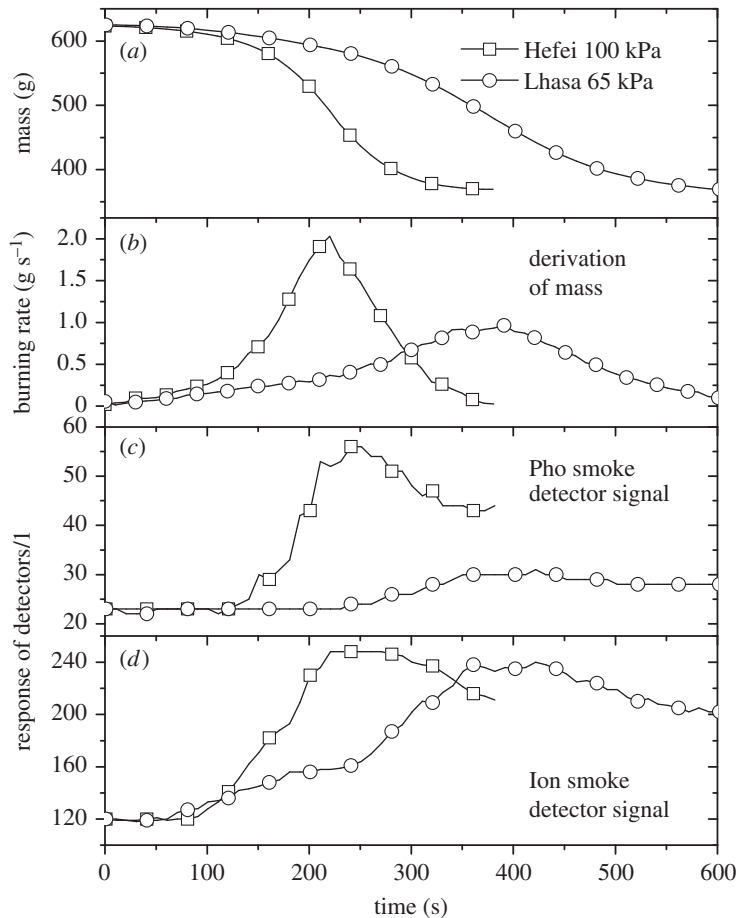 (a)
Hefei 100 kPa
Lhasa 65 kPa
mass (g)
600
500
400
(b)
derivation
of mass
burning rate (g s–1)
2.0
1.5
1.0
0.5
0
(c)
Pho smoke
detector signal
60
50
40
30
20
response of detectors/1
(d)
Ion smoke
detector signal
240
200
160
120
0 100 200 300 400 500 600
time (s)